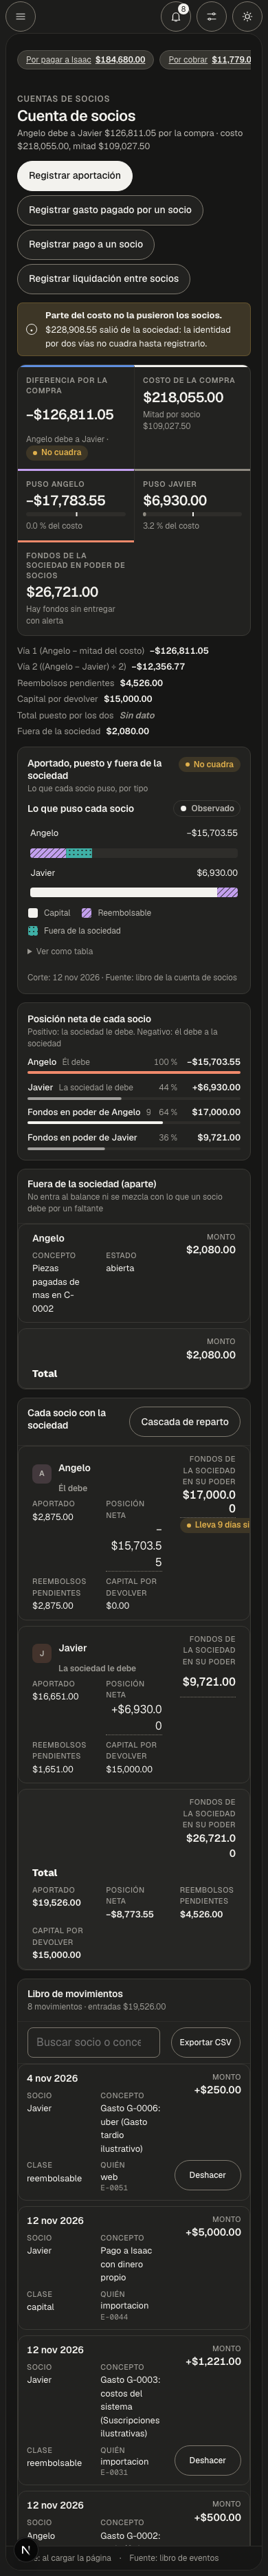 8
Por pagar a Isaac $184,680.00
Por cobrar $11,779.0
CUENTAS DE SOCIOS
Cuenta de socios
Angelo debe a Javier $126,811.05 por la compra · costo
$218,055.00, mitad $109,027.50
Registrar aportación
Registrar gasto pagado por un socio
Registrar pago a un socio
Registrar liquidación entre socios
Parte del costo no la pusieron los socios.
$228,908.55 salió de la sociedad: la identidad
por dos vías no cuadra hasta registrarlo.
DIFERENCIA POR LA
COMPRA
−$126,811.05
Angelo debe a Javier ·
No cuadra
COSTO DE LA COMPRA
$218,055.00
Mitad por socio
$109,027.50
PUSO ANGELO
−$17,783.55
0.0 % del costo
PUSO JAVIER
$6,930.00
3.2 % del costo
FONDOS DE LA
SOCIEDAD EN PODER DE
SOCIOS
$26,721.00
Hay fondos sin entregar
con alerta
Vía 1 (Angelo − mitad del costo) −$126,811.05
Vía 2 ((Angelo − Javier) ÷ 2) −$12,356.77
Reembolsos pendientes $4,526.00
Capital por devolver $15,000.00
Total puesto por los dos Sin dato
Fuera de la sociedad $2,080.00
Aportado, puesto y fuera de la
sociedad
No cuadra
Lo que cada socio puso, por tipo
Lo que puso cada socio
Observado
Angelo −$15,703.55
Javier $6,930.00
Capital
Reembolsable
Fuera de la sociedad
Ver como tabla
Corte: 12 nov 2026 · Fuente: libro de la cuenta de socios
Posición neta de cada socio
Positivo: la sociedad le debe. Negativo: él debe a la
sociedad
Angelo Él debe 100 % −$15,703.55
Javier La sociedad le debe 44 % +$6,930.00
Fondos en poder de Angelo 9 64 % $17,000.00
Fondos en poder de Javier 36 % $9,721.00
Fuera de la sociedad (aparte)
No entra al balance ni se mezcla con lo que un socio
debe por un faltante
Angelo
MONTO
$2,080.00
CONCEPTO
Piezas
pagadas de
mas en C-
0002
ESTADO
abierta
MONTO
$2,080.00
Total
Cada socio con la
sociedad
Cascada de reparto
A
Angelo
Él debe
FONDOS DE
LA SOCIEDAD
EN SU PODER
$17,000.0
0
Lleva 9 días si
APORTADO
$2,875.00
POSICIÓN
NETA
−
$15,703.5
5
REEMBOLSOS
PENDIENTES
$2,875.00
CAPITAL POR
DEVOLVER
$0.00
J
Javier
La sociedad le debe
FONDOS DE
LA SOCIEDAD
EN SU PODER
$9,721.00
APORTADO
$16,651.00
POSICIÓN
NETA
+$6,930.0
0
REEMBOLSOS
PENDIENTES
$1,651.00
CAPITAL POR
DEVOLVER
$15,000.00
FONDOS DE
LA SOCIEDAD
EN SU PODER
$26,721.0
0
Total
APORTADO
$19,526.00
POSICIÓN
NETA
−$8,773.55
REEMBOLSOS
PENDIENTES
$4,526.00
CAPITAL POR
DEVOLVER
$15,000.00
Libro de movimientos
8 movimientos · entradas $19,526.00
Buscar socio o conce
Exportar CSV
4 nov 2026
MONTO
+$250.00
SOCIO
Javier
CONCEPTO
Gasto G-0006:
uber (Gasto
tardio
ilustrativo)
CLASE
reembolsable
QUIÉN
web
E-0051
Deshacer
12 nov 2026
MONTO
+$5,000.00
SOCIO
Javier
CONCEPTO
Pago a Isaac
con dinero
propio
CLASE
capital
QUIÉN
importacion
E-0044
12 nov 2026
MONTO
+$1,221.00
SOCIO
Javier
CONCEPTO
Gasto G-0003:
costos del
sistema
(Suscripciones
ilustrativas)
CLASE
reembolsable
QUIÉN
importacion
E-0031
Deshacer
12 nov 2026
MONTO
+$500.00
SOCIO
Angelo
CONCEPTO
Gasto G-0002:
N
al cargar la página · Fuente: libro de eventos